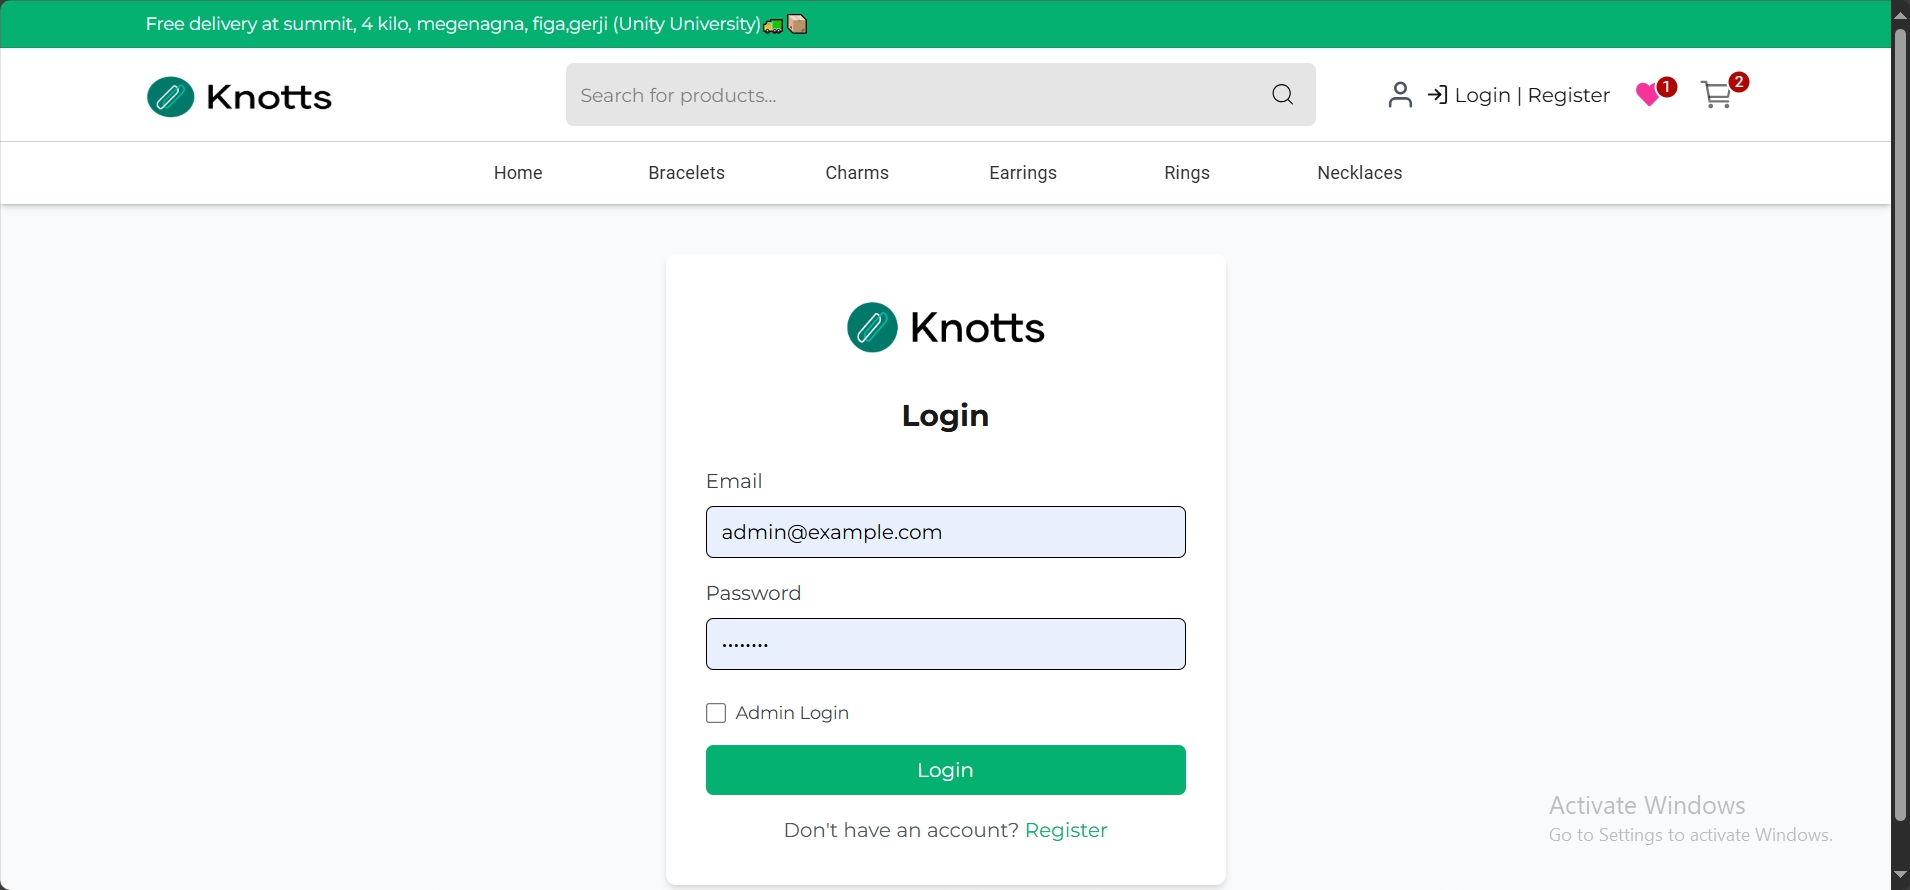 Free delivery at summit, 4 kilo, megenagna, figa,gerji (Unity University)🚛📦
Knotts
Search for products...
Login | Register
1
2
Home
Bracelets
Charms
Earrings
Rings
Necklaces
Knotts
Login
Email
admin@example.com
Password
········
Admin Login
Login
Don't have an account? Register
Activate Windows
Go to Settings to activate Windows.